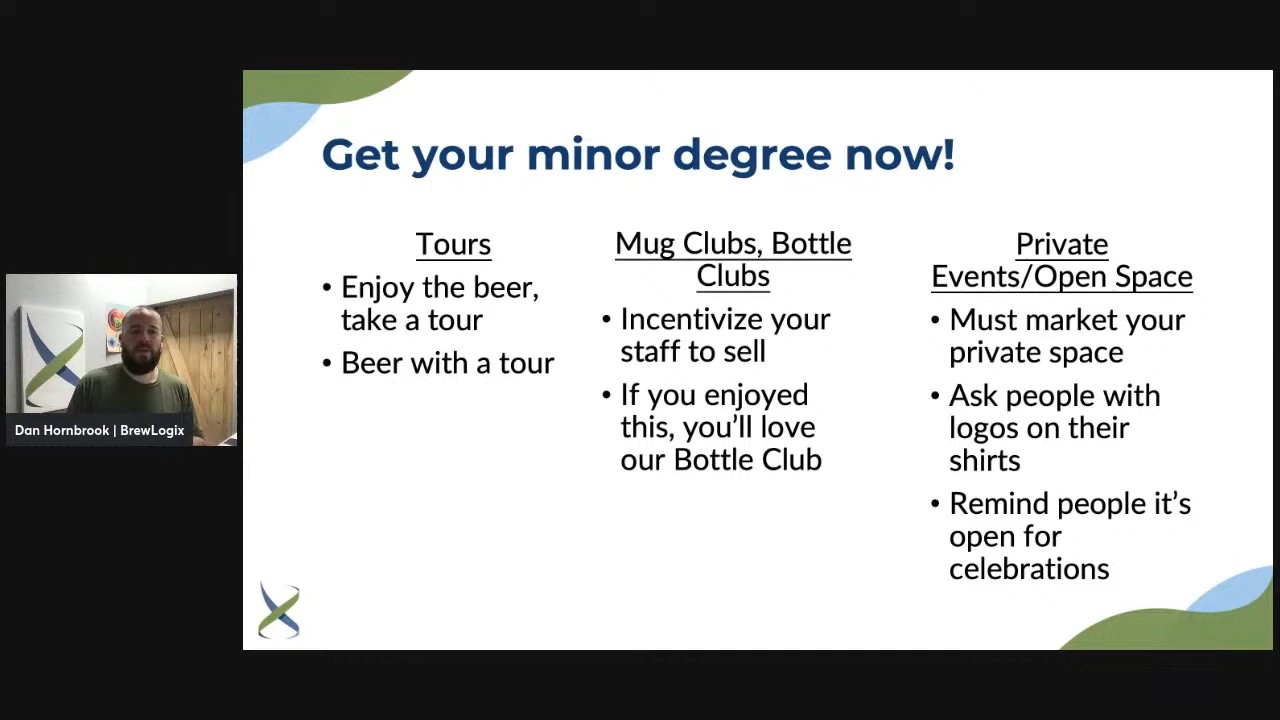 Get your minor degree now!
Tours
• Enjoy the beer,
take a tour
• Beer with a tour
Mug Clubs, Bottle
Clubs
• Incentivize your
staff to sell
• If you enjoyed
this, you’ll love
our Bottle Club
Private
Events/Open Space
• Must market your
private space
• Ask people with
logos on their
shirts
• Remind people it’s
open for
celebrations
Dan Hornbrook | BrewLogix